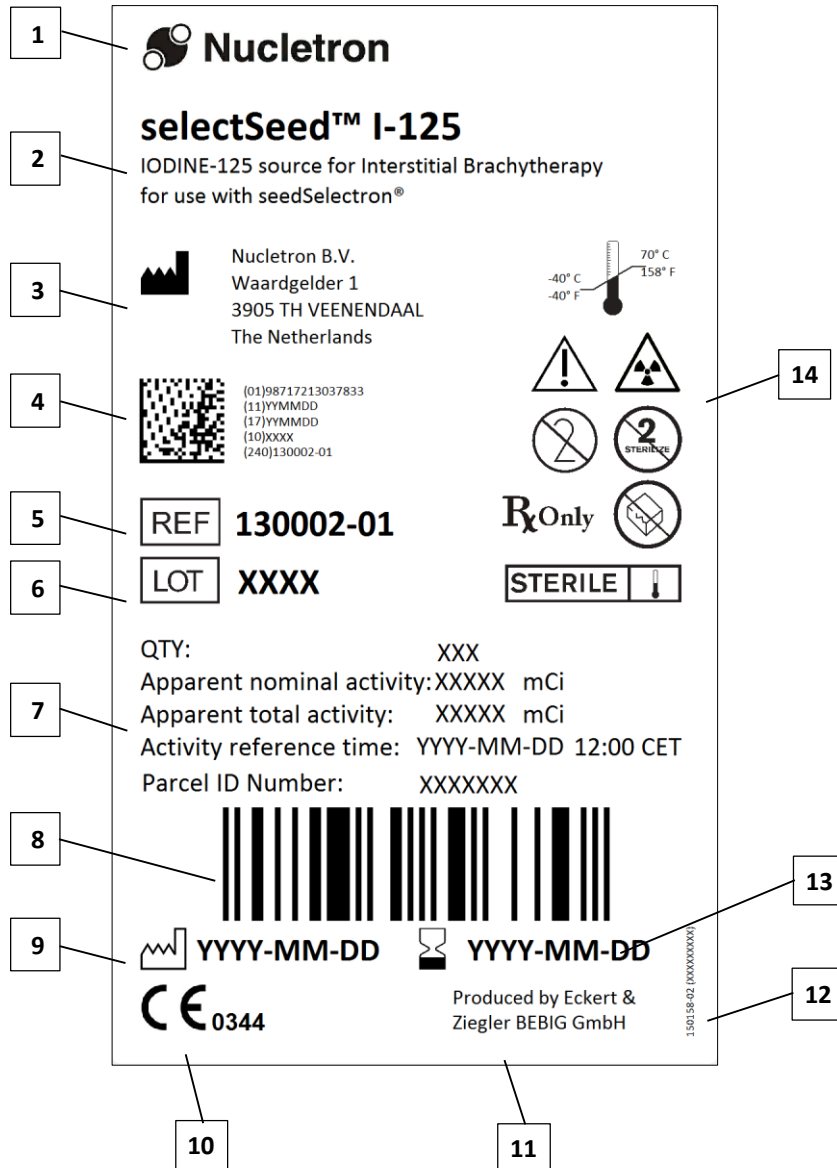 1
Nucletron
2
selectSeed™ I-125
IODINE-125 source for Interstitial Brachytherapy
for use with seedSelectron®
3
Nucletron B.V.
Waardgelder 1
3905 TH VEENENDAAL
The Netherlands
70° C
158° F
-40° C
-40° F
4
(01)98717213037833
(11)YYMMDD
(17)YYMMDD
(10)XXXX
(240)130002-01
14
2
2
STERILIZE
5
REF 130002-01
Rx Only
6
LOT XXXX
STERILE
7
QTY: XXX
Apparent nominal activity: XXXXX mCi
Apparent total activity: XXXXX mCi
Activity reference time: YYYY-MM-DD 12:00 CET
Parcel ID Number: XXXXXXX
8
13
9
YYYY-MM-DD YYYY-MM-DD
CE 0344
Produced by Eckert &
Ziegler BEBIG GmbH
150158-02 (XXXXXXXXX)
12
10
11